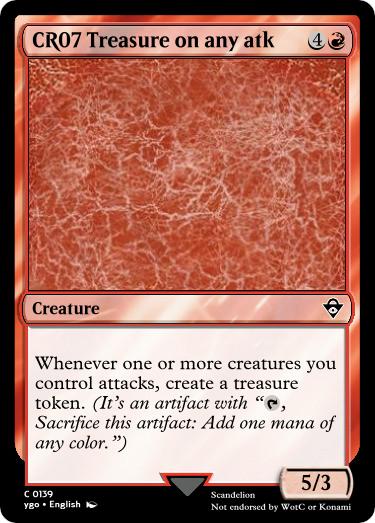 CR07 Treasure on any atk 4
Creature
Whenever one or more creatures you
control attacks, create a treasure
token. (It's an artifact with “,
Sacrifice this artifact: Add one mana of
any color.”)
5/3
C 0139
ygo • English
Scandelion
Not endorsed by WotC or Konami